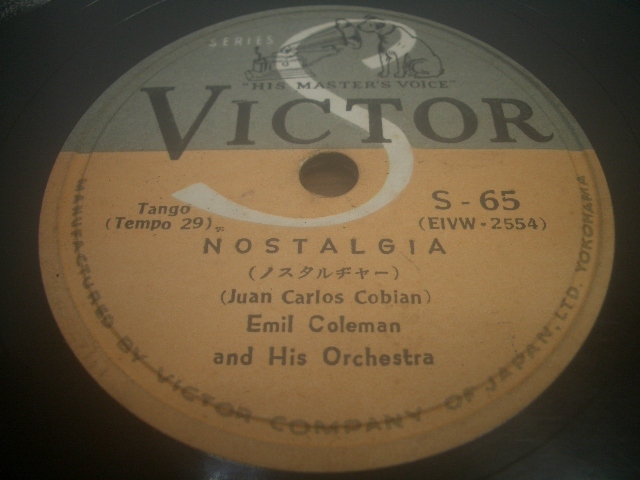 SERIES
S
"HIS MASTER'S VOICE"
VICTOR
Tango
(Tempo 29)
S-65
(EIVW-2554)
NOSTALGIA
(ノスタルヂャー)
(Juan Carlos Cobian)
Emil Coleman
and His Orchestra
MANUFACTURED BY VICTOR COMPANY OF JAPAN, LTD. YOKOHAMA